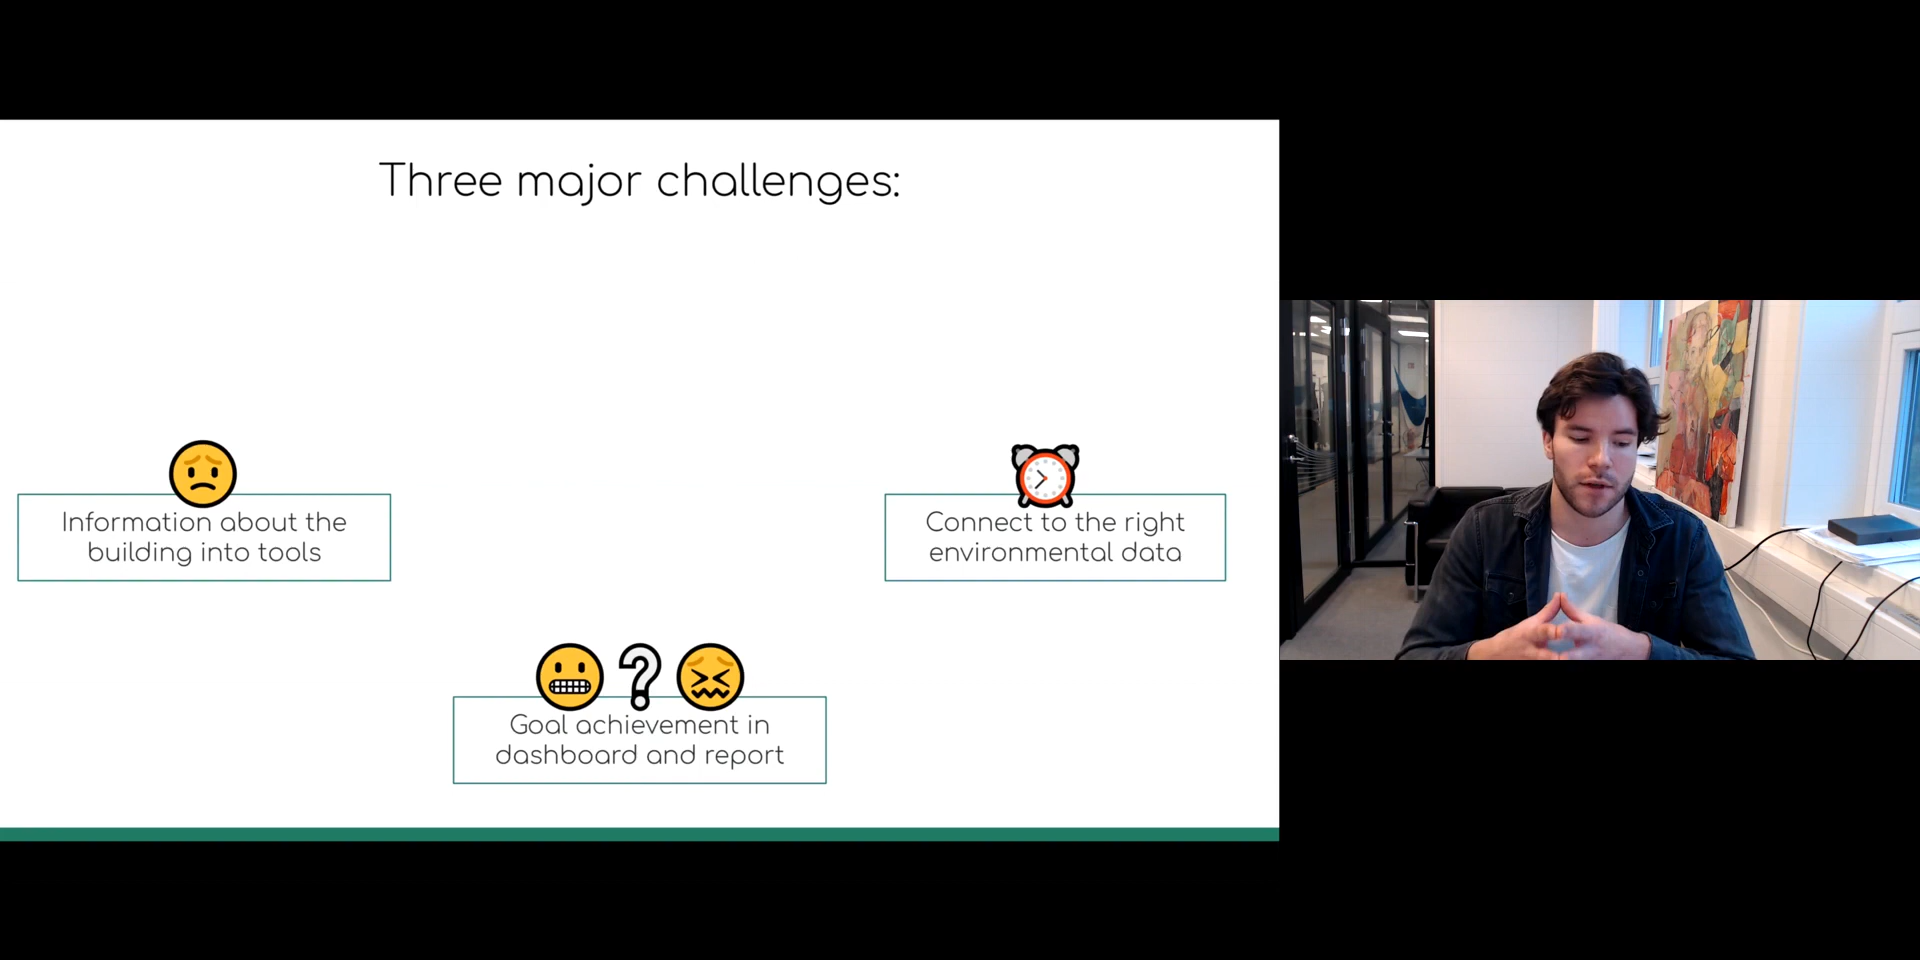 Three major challenges:
Information about the
building into tools
Connect to the right
environmental data
Goal achievement in
dashboard and report